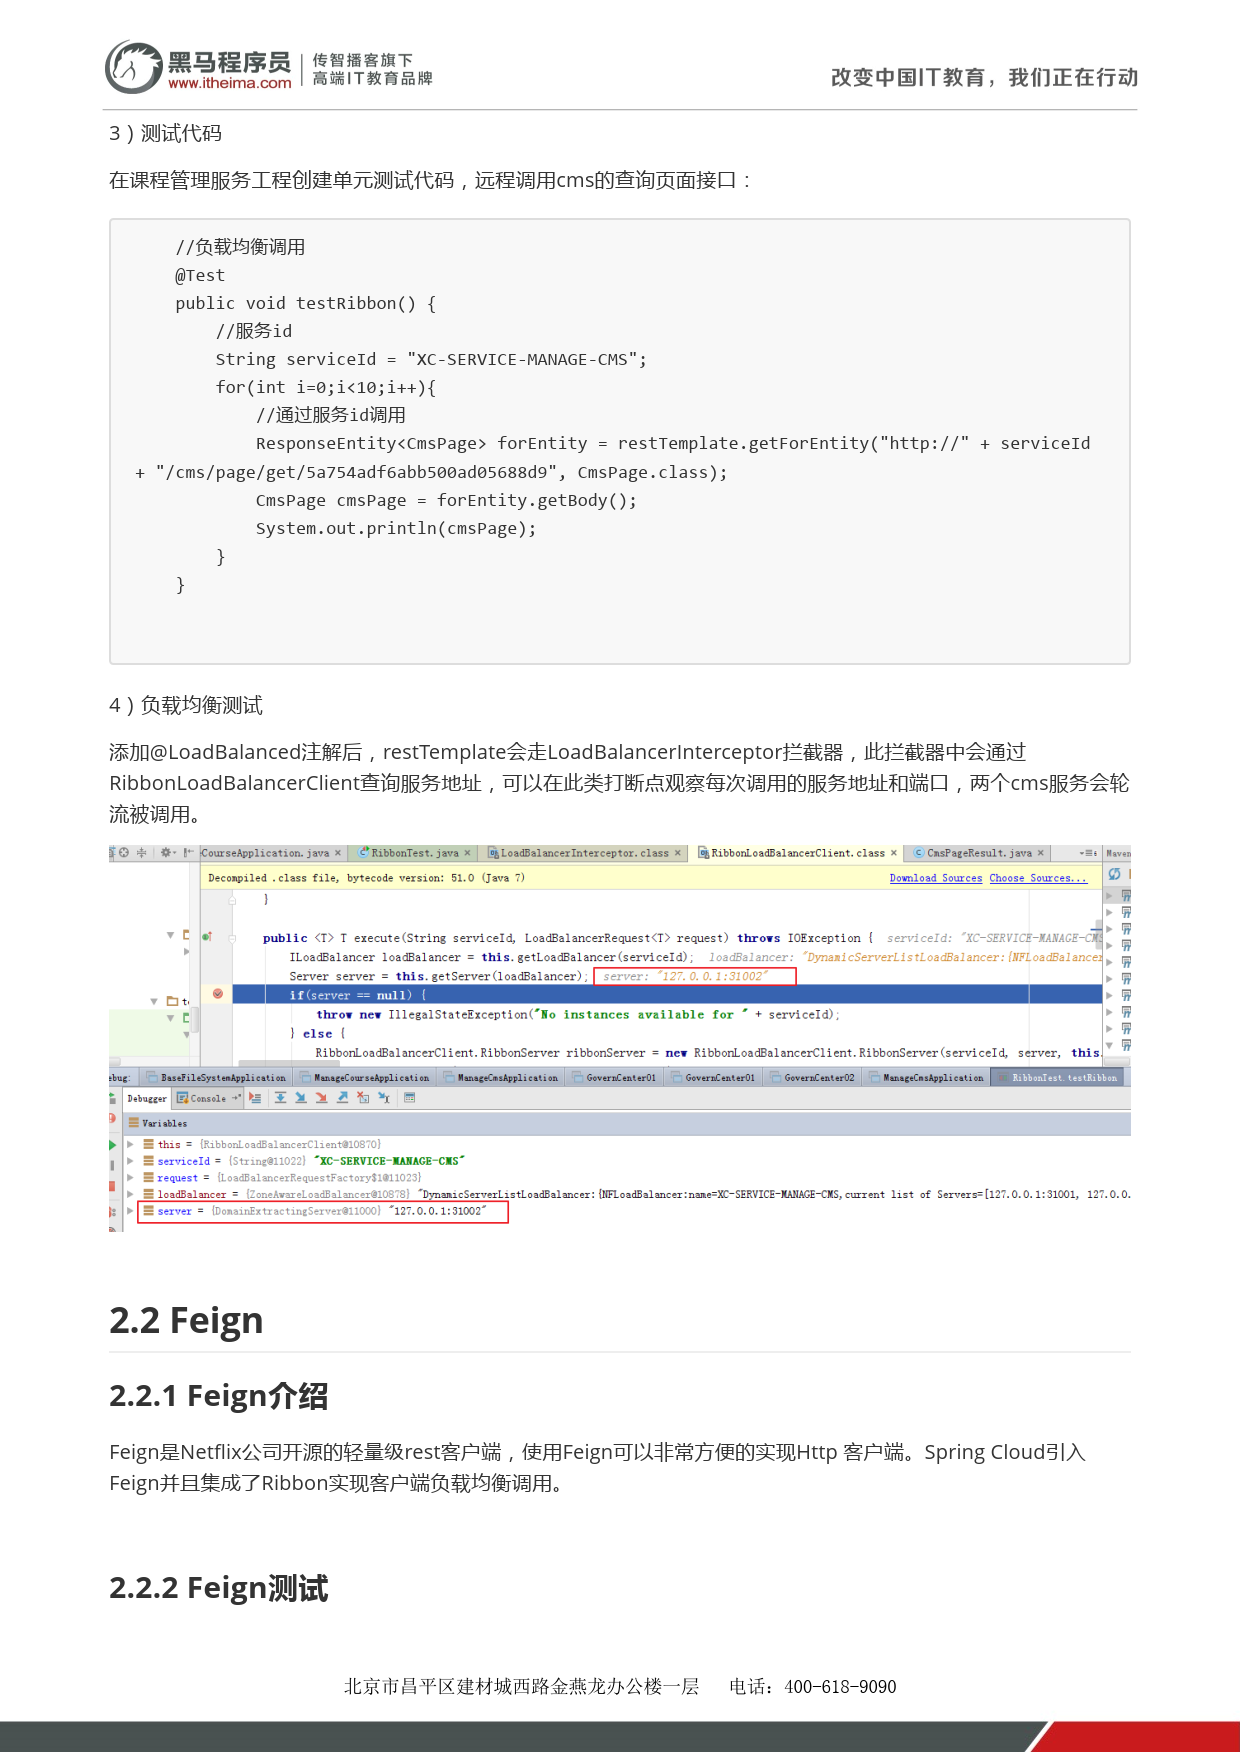 黑马程序员
www.itheima.com
传智播客旗下
高端IT教育品牌
改变中国IT教育，我们正在行动
3）测试代码
在课程管理服务工程创建单元测试代码，远程调用cms的查询页面接口：
//负载均衡调用
@Test
public void testRibbon() {
//服务id
String serviceId = "XC-SERVICE-MANAGE-CMS";
for(int i=0;i<10;i++){
//通过服务id调用
ResponseEntity<CmsPage> forEntity = restTemplate.getForEntity("http://" + serviceId
+ "/cms/page/get/5a754adf6abb500ad05688d9", CmsPage.class);
CmsPage cmsPage = forEntity.getBody();
System.out.println(cmsPage);
}
}
4）负载均衡测试
添加@LoadBalanced注解后，restTemplate会走LoadBalancerInterceptor拦截器，此拦截器中会通过
RibbonLoadBalancerClient查询服务地址，可以在此类打断点观察每次调用的服务地址和端口，两个cms服务会轮
流被调用。
CourseApplication.java × RibbonTest.java × LoadBalancerInterceptor.class × RibbonLoadBalancerClient.class × CmsPageResult.java × Maven
Decompiled .class file, bytecode version: 51.0 (Java 7) Download Sources Choose Sources...
}
public <T> T execute(String serviceId, LoadBalancerRequest<T> request) throws IOException { serviceId: "XC-SERVICE-MANAGE-CMS
ILoadBalancer loadBalancer = this.getLoadBalancer(serviceId); loadBalancer: "DynamicServerListLoadBalancer:{NFLoadBalancer
Server server = this.getServer(loadBalancer); server: "127.0.0.1:31002"
if(server == null) {
throw new IllegalStateException("No instances available for " + serviceId);
} else {
RibbonLoadBalancerClient.RibbonServer ribbonServer = new RibbonLoadBalancerClient.RibbonServer(serviceId, server, this.
ebug: BaseFileSystemApplication ManageCourseApplication ManageCmsApplication GovernCenter01 GovernCenter01 GovernCenter02 ManageCmsApplication RibbonTest.testRibbon
Debugger Console
Variables
this = {RibbonLoadBalancerClient@10870}
serviceId = {String@11022} "XC-SERVICE-MANAGE-CMS"
request = {LoadBalancerRequestFactory$1@11023}
loadBalancer = {ZoneAwareLoadBalancer@10878} "DynamicServerListLoadBalancer:{NFLoadBalancer:name=XC-SERVICE-MANAGE-CMS,current list of Servers=[127.0.0.1:31001, 127.0.0.
server = {DomainExtractingServer@11000} "127.0.0.1:31002"
2.2 Feign
2.2.1 Feign介绍
Feign是Netflix公司开源的轻量级rest客户端，使用Feign可以非常方便的实现Http 客户端。Spring Cloud引入
Feign并且集成了Ribbon实现客户端负载均衡调用。
2.2.2 Feign测试
北京市昌平区建材城西路金燕龙办公楼一层 电话：400-618-9090